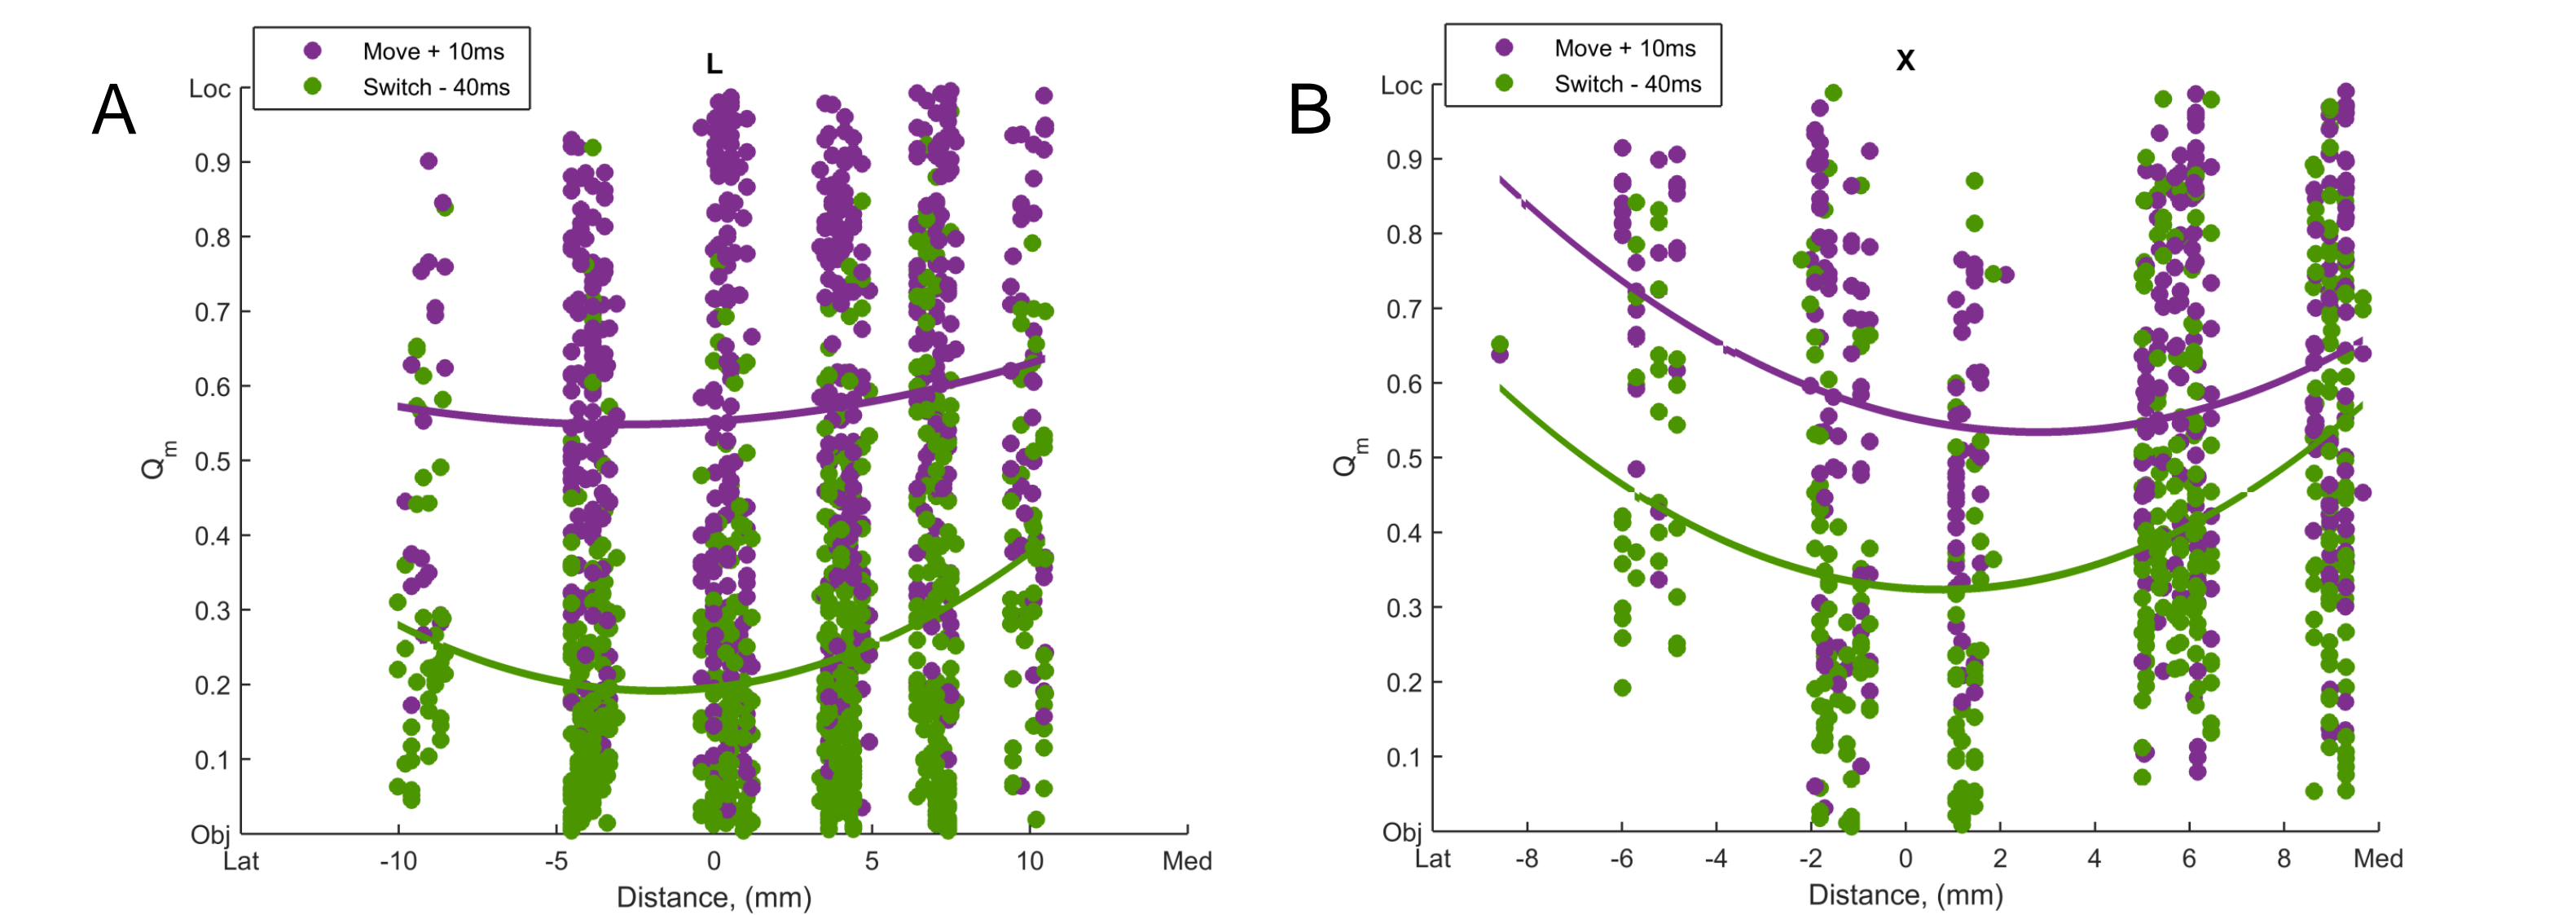 A
Move + 10ms
Switch - 40ms
L
Loc
0.9
0.8
0.7
0.6
0.5
0.4
0.3
0.2
0.1
Obj
Qm
Lat -10 -5 0 5 10 Med
Distance, (mm)
B
Move + 10ms
Switch - 40ms
X
Loc
0.9
0.8
0.7
0.6
0.5
0.4
0.3
0.2
0.1
Obj
Qm
Lat -8 -6 -4 -2 0 2 4 6 8 Med
Distance, (mm)